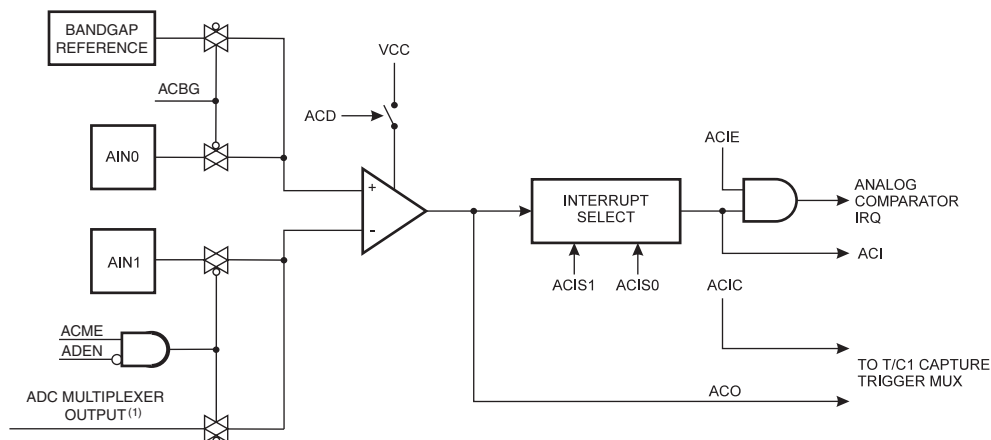 BANDGAP
REFERENCE
VCC
ACBG
ACD
AIN0
ACIE
+
INTERRUPT
SELECT
ANALOG
COMPARATOR
IRQ
-
AIN1
ACI
ACIS1 ACIS0 ACIC
ACME
ADEN
TO T/C1 CAPTURE
TRIGGER MUX
ADC MULTIPLEXER
OUTPUT (1)
ACO